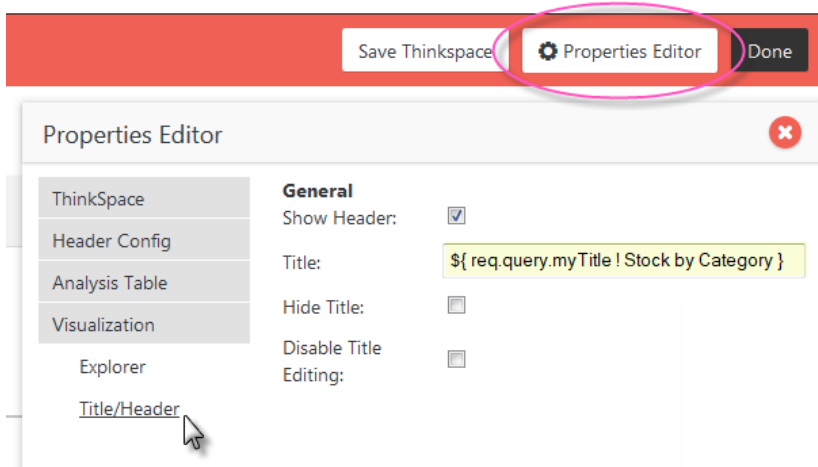 Save Thinkspace
Properties Editor
Done
Properties Editor
ThinkSpace
Header Config
Analysis Table
Visualization
Explorer
Title/Header
General
Show Header:
Title:
${ req.query.myTitle ! Stock by Category }
Hide Title:
Disable Title
Editing: